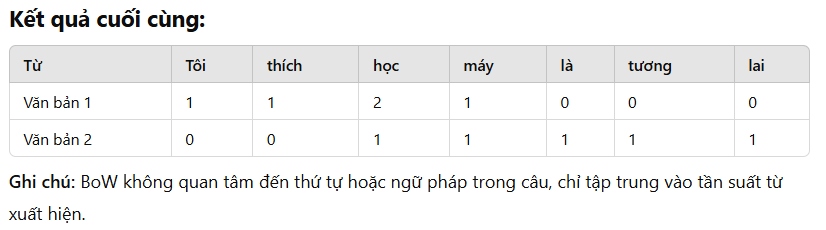 Kết quả cuối cùng:
Từ Tôi thích học máy là tương lai
Văn bản 1 1 1 2 1 0 0 0
Văn bản 2 0 0 1 1 1 1 1
Ghi chú: BoW không quan tâm đến thứ tự hoặc ngữ pháp trong câu, chỉ tập trung vào tần suất từ
xuất hiện.